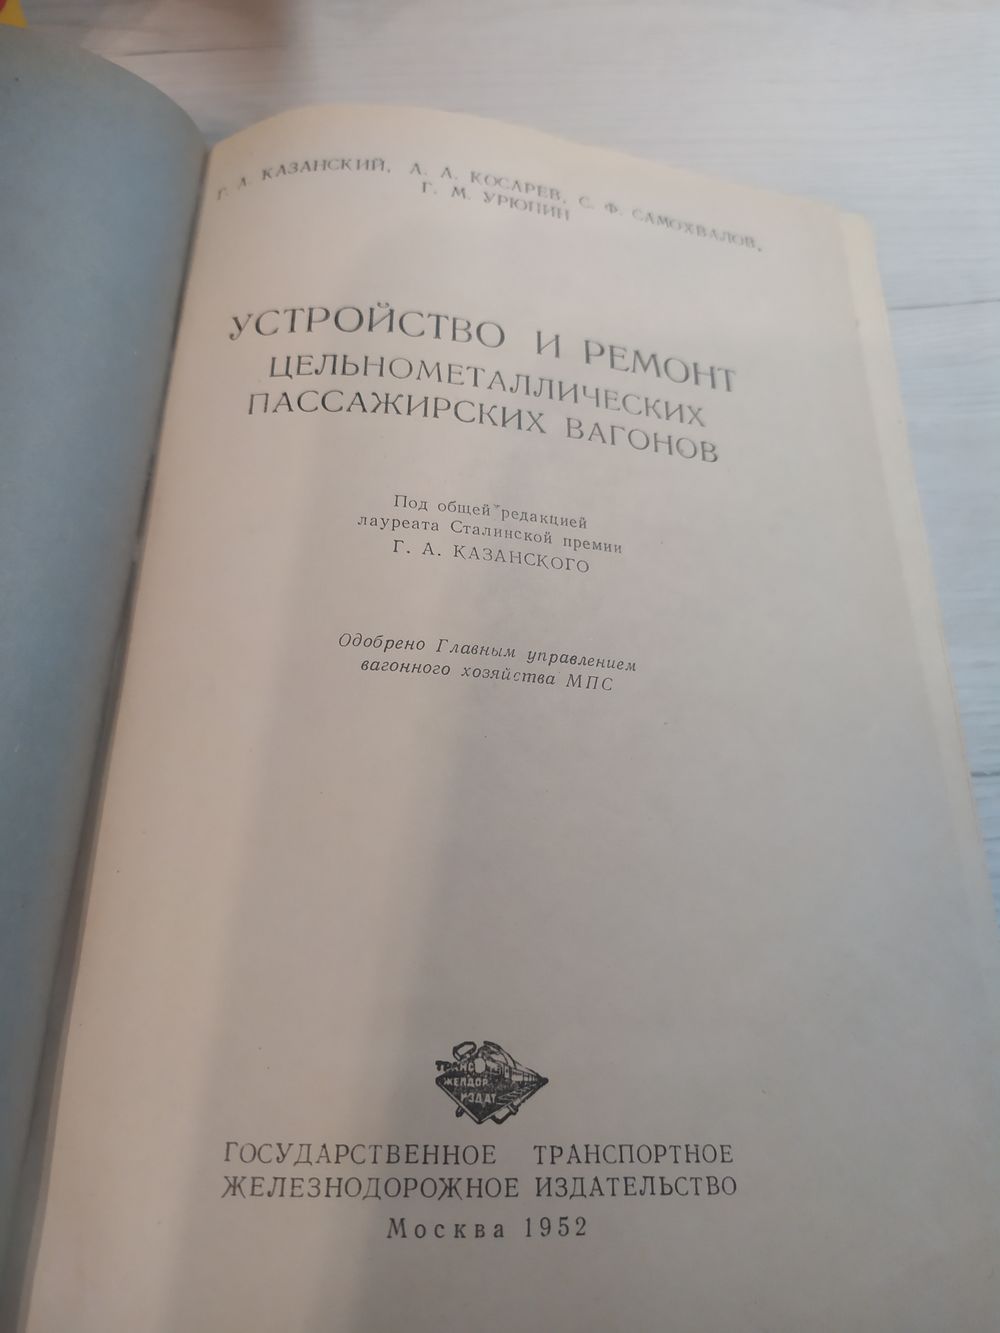 Г. А. КАЗАНСКИЙ, А. А. КОСАРЕВ, С. Ф. САМОХВАЛОВ,
Г. М. УРЮПИН
УСТРОЙСТВО И РЕМОНТ
ЦЕЛЬНОМЕТАЛЛИЧЕСКИХ
ПАССАЖИРСКИХ ВАГОНОВ
Под общей редакцией
лауреата Сталинской премии
Г. А. КАЗАНСКОГО
Одобрено Главным управлением
вагонного хозяйства МПС
ТРАНС
ЖЕЛДОР
ИЗДАТ
ГОСУДАРСТВЕННОЕ ТРАНСПОРТНОЕ
ЖЕЛЕЗНОДОРОЖНОЕ ИЗДАТЕЛЬСТВО
Москва 1952